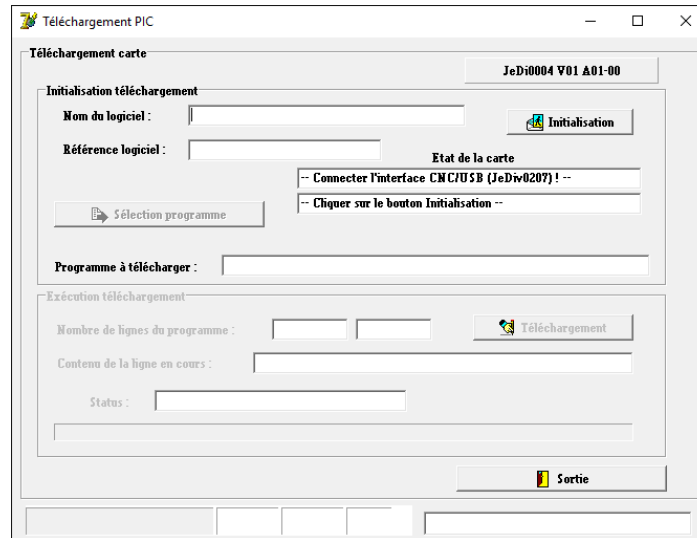 Téléchargement PIC
Téléchargement carte
JeDi0004 V01 A01-00
Initialisation téléchargement
Nom du logiciel :
Initialisation
Référence logiciel :
Etat de la carte
-- Connecter l'interface CNC/USB (JeDiv0207) ! --
-- Cliquer sur le bouton Initialisation --
Sélection programme
Programme à télécharger :
Exécution téléchargement
Nombre de lignes du programme :
Téléchargement
Contenu de la ligne en cours :
Status :
Sortie